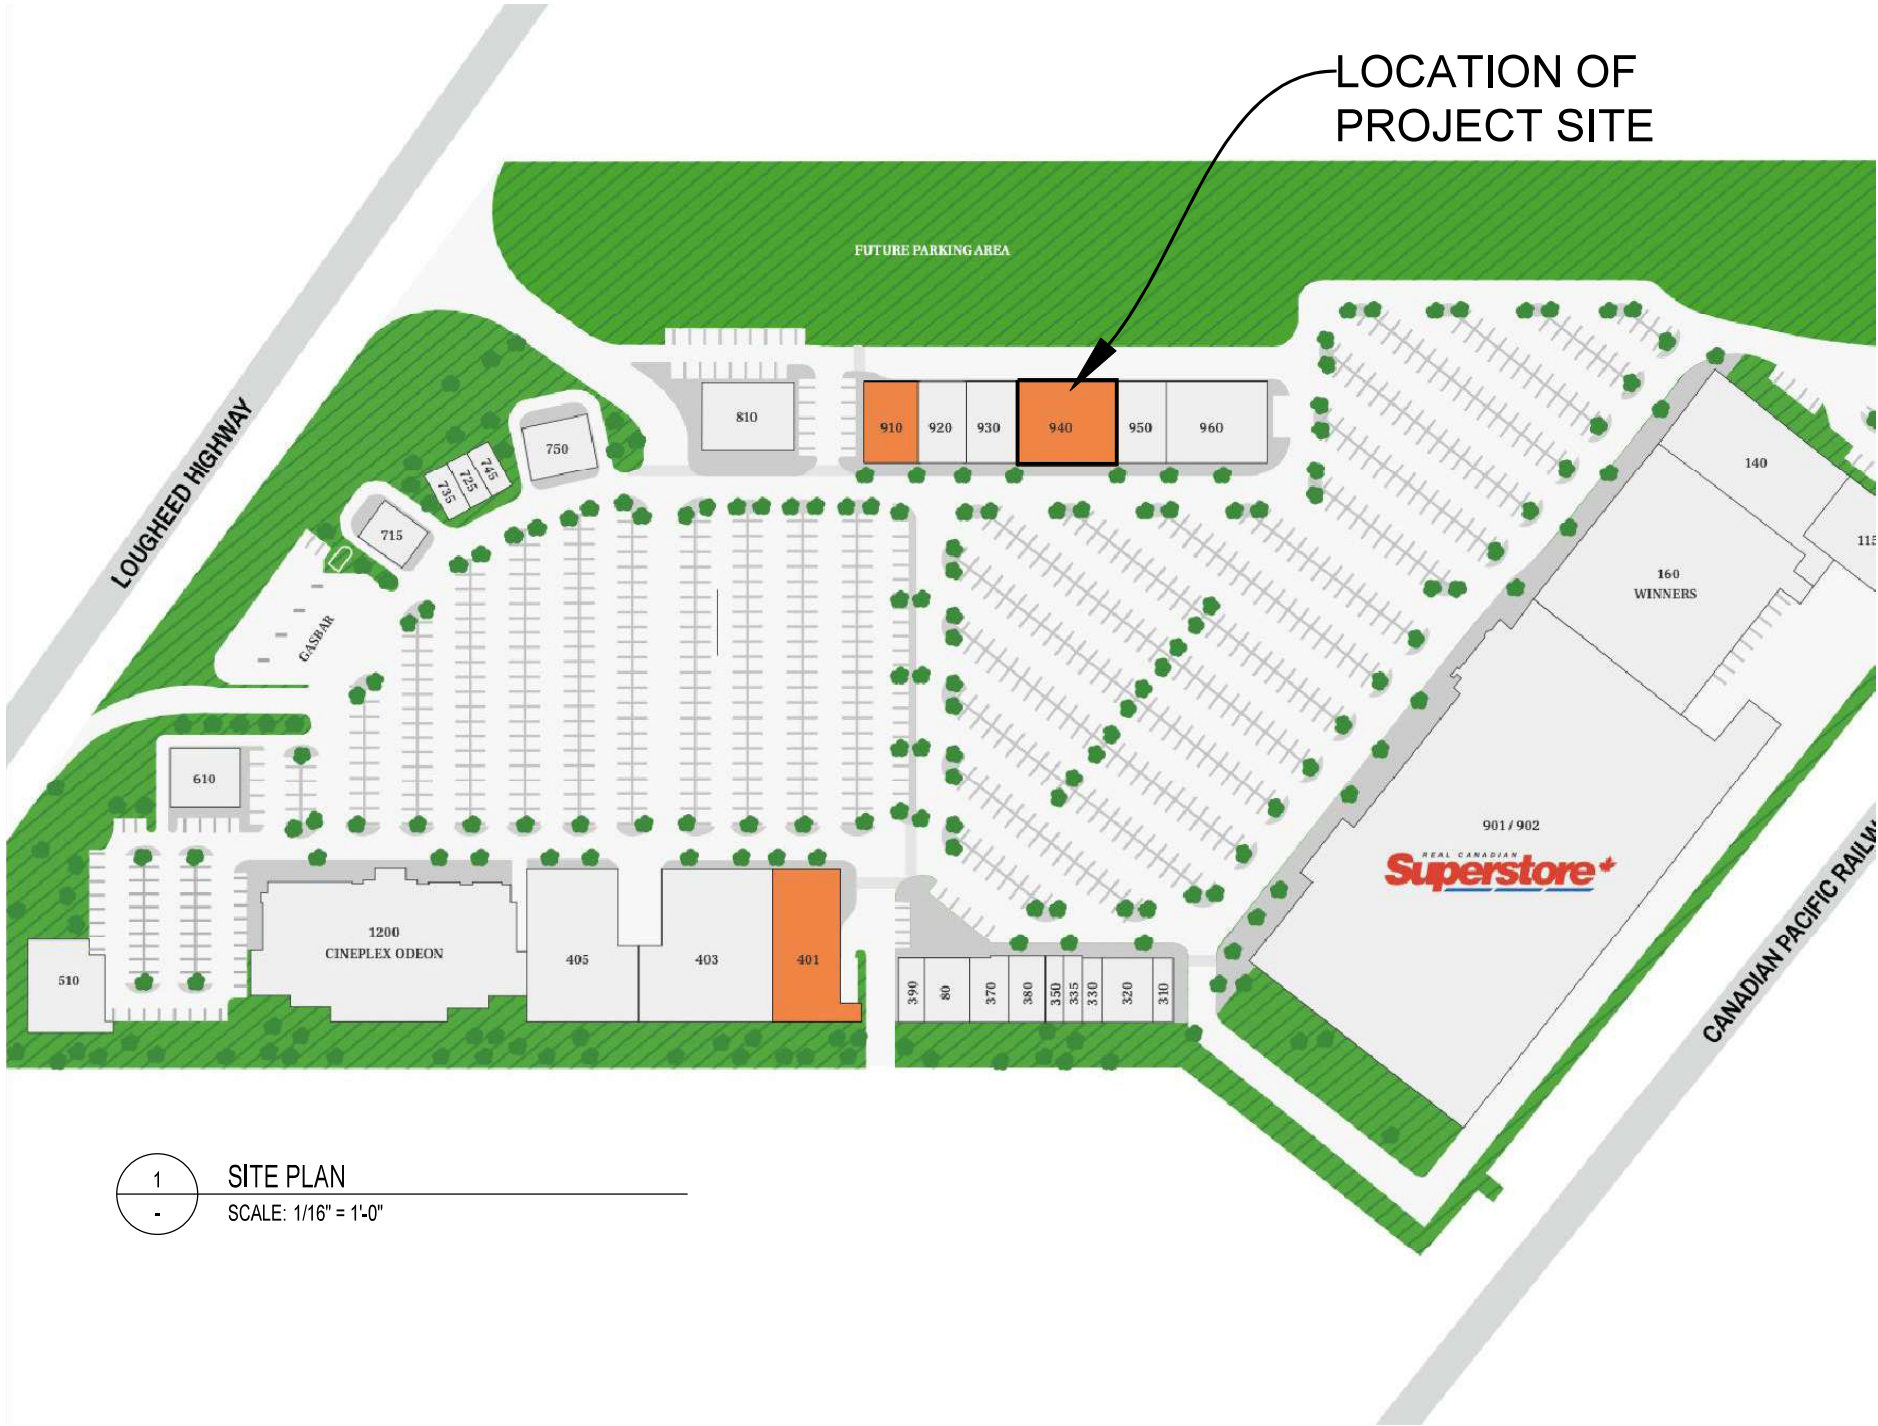 LOCATION OF
PROJECT SITE
FUTURE PARKING AREA
LOUGHEED HIGHWAY
810
910
920
930
940
950
960
750
745
725
735
715
GASBAR
140
115
160
WINNERS
610
901 / 902
REAL CANADIAN
Superstore
CANADIAN PACIFIC RAILW
1200
CINEPLEX ODEON
405
403
401
510
390
80
370
380
350
335
330
320
310
1
-
SITE PLAN
SCALE: 1/16" = 1'-0"